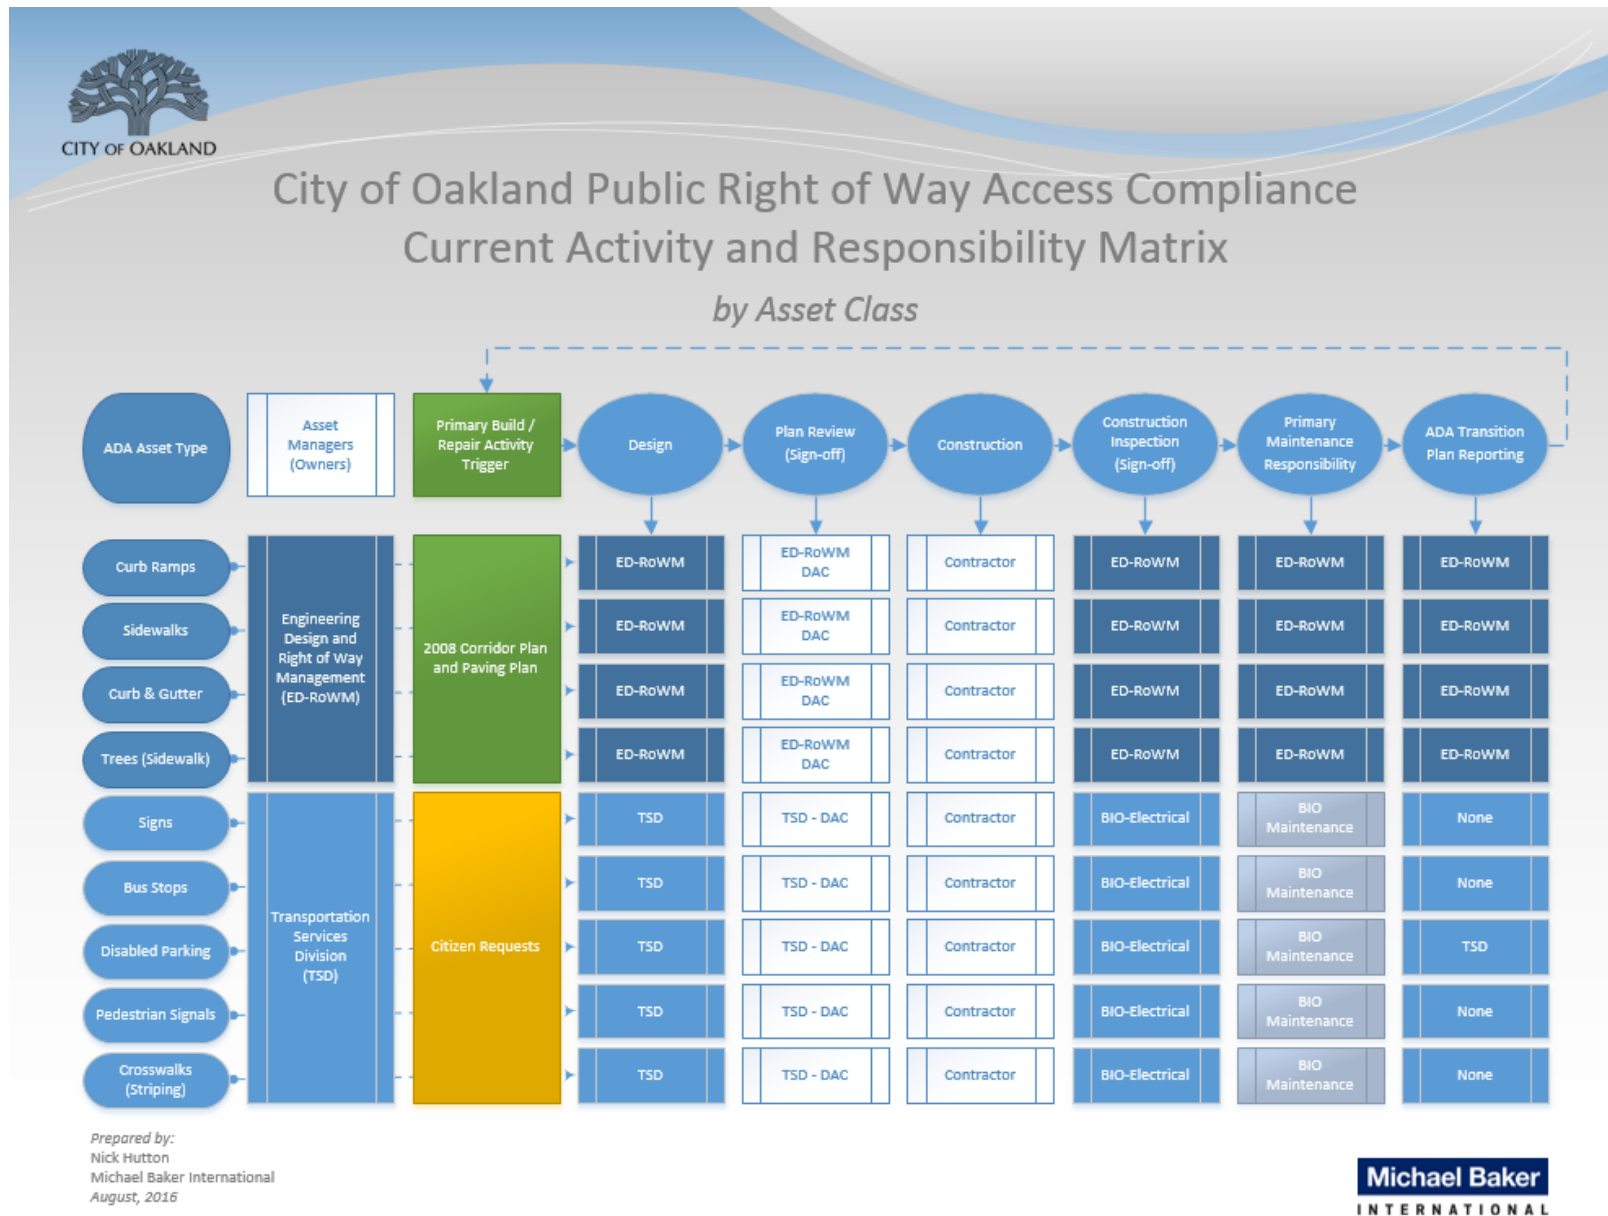 CITY OF OAKLAND
City of Oakland Public Right of Way Access Compliance
Current Activity and Responsibility Matrix
by Asset Class
ADA Asset Type
Asset
Managers
(Owners)
Primary Build /
Repair Activity
Trigger
Design
Plan Review
(Sign-off)
Construction
Construction
Inspection
(Sign-off)
Primary
Maintenance
Responsibility
ADA Transition
Plan Reporting
Engineering
Design and
Right of Way
Management
(ED-RoWM)
2008 Corridor Plan
and Paving Plan
Curb Ramps
ED-RoWM
ED-RoWM
DAC
Contractor
ED-RoWM
ED-RoWM
ED-RoWM
Sidewalks
ED-RoWM
ED-RoWM
DAC
Contractor
ED-RoWM
ED-RoWM
ED-RoWM
Curb & Gutter
ED-RoWM
ED-RoWM
DAC
Contractor
ED-RoWM
ED-RoWM
ED-RoWM
Trees (Sidewalk)
ED-RoWM
ED-RoWM
DAC
Contractor
ED-RoWM
ED-RoWM
ED-RoWM
Transportation
Services
Division
(TSD)
Citizen Requests
Signs
TSD
TSD - DAC
Contractor
BIO-Electrical
BIO
Maintenance
None
Bus Stops
TSD
TSD - DAC
Contractor
BIO-Electrical
BIO
Maintenance
None
Disabled Parking
TSD
TSD - DAC
Contractor
BIO-Electrical
BIO
Maintenance
TSD
Pedestrian Signals
TSD
TSD - DAC
Contractor
BIO-Electrical
BIO
Maintenance
None
Crosswalks
(Striping)
TSD
TSD - DAC
Contractor
BIO-Electrical
BIO
Maintenance
None
Prepared by:
Nick Hutton
Michael Baker International
August, 2016
Michael Baker
INTERNATIONAL